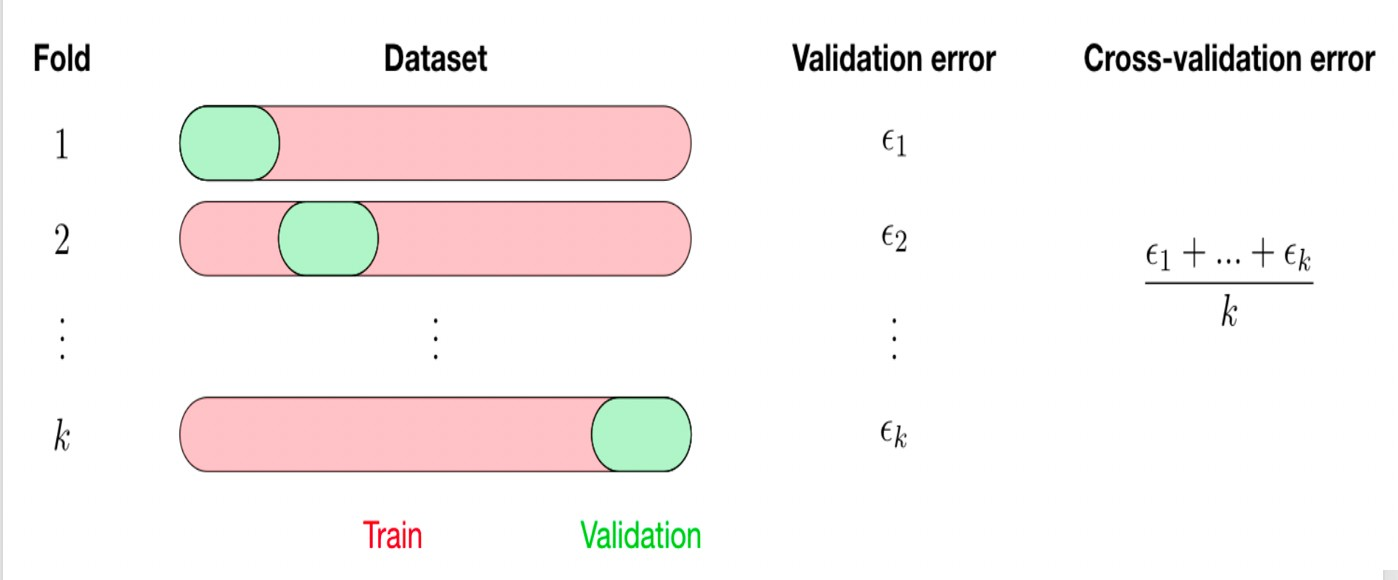 Fold Dataset Validation error Cross-validation error
1 ϵ1
2 ϵ2
ϵ1 + ... + ϵk
k
⋮ ⋮ ⋮
k ϵk
Train Validation